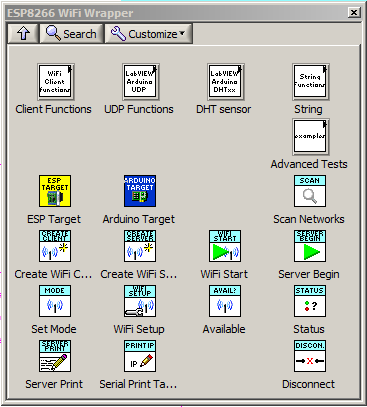 ESP8266 WiFi Wrapper
Search
Customize
WiFi
Client
Functions
LabVIEW
Arduino
UDP
LabVIEW
Arduino
DHTxx
String
Functions
Client Functions
UDP Functions
DHT sensor
String
examples
Advanced Tests
ESP
TARGET
ARDUINO
TARGET
SCAN
ESP Target
Arduino Target
Scan Networks
CREATE
CLIENT
CREATE
SERVER
WIFI
START
SERVER
BEGIN
Create WiFi C...
Create WiFi S...
WiFi Start
Server Begin
MODE
WIFI
SETUP
AVAIL?
STATUS
Set Mode
WiFi Setup
Available
Status
SERVER
PRINT
PRINT IP
IP
DISCON.
Server Print
Serial Print Ta...
Disconnect